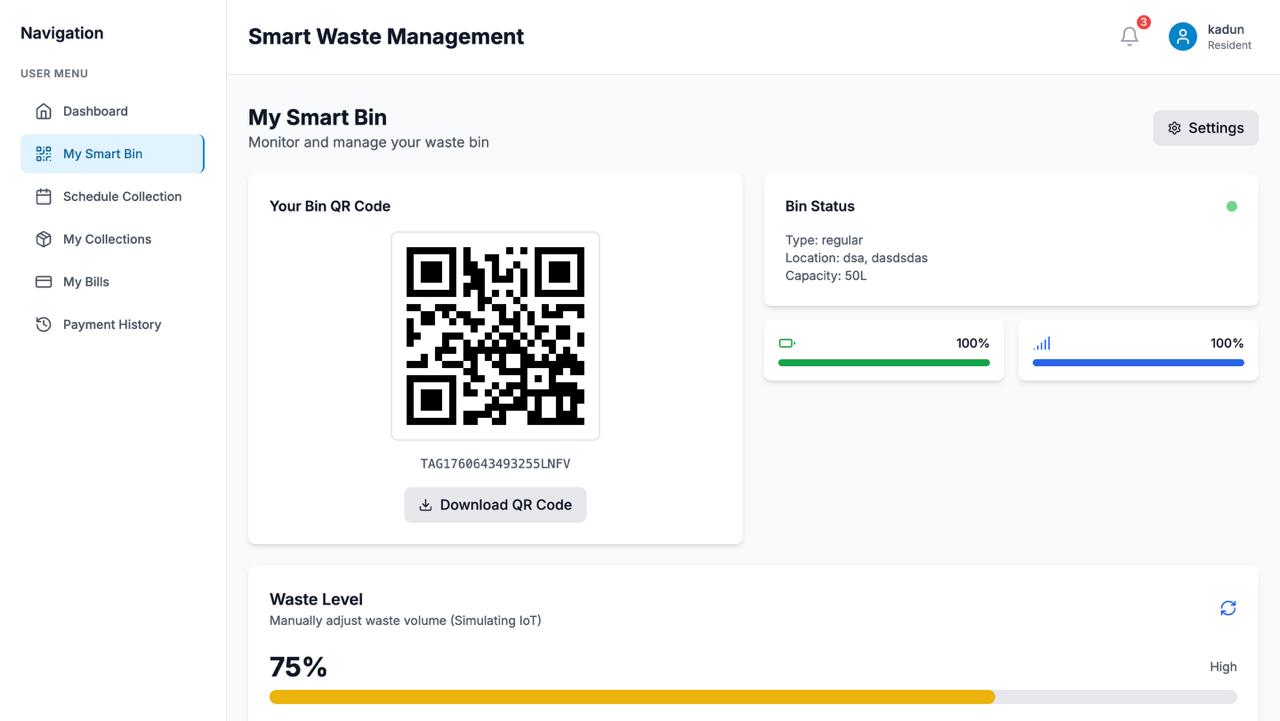 Navigation
USER MENU
Dashboard
My Smart Bin
Schedule Collection
My Collections
My Bills
Payment History
Smart Waste Management
3
kadun
Resident
My Smart Bin
Monitor and manage your waste bin
Settings
Your Bin QR Code
TAG1760643493255LNFV
Download QR Code
Bin Status
Type: regular
Location: dsa, dasdsdas
Capacity: 50L
100%
100%
Waste Level
Manually adjust waste volume (Simulating IoT)
75%
High